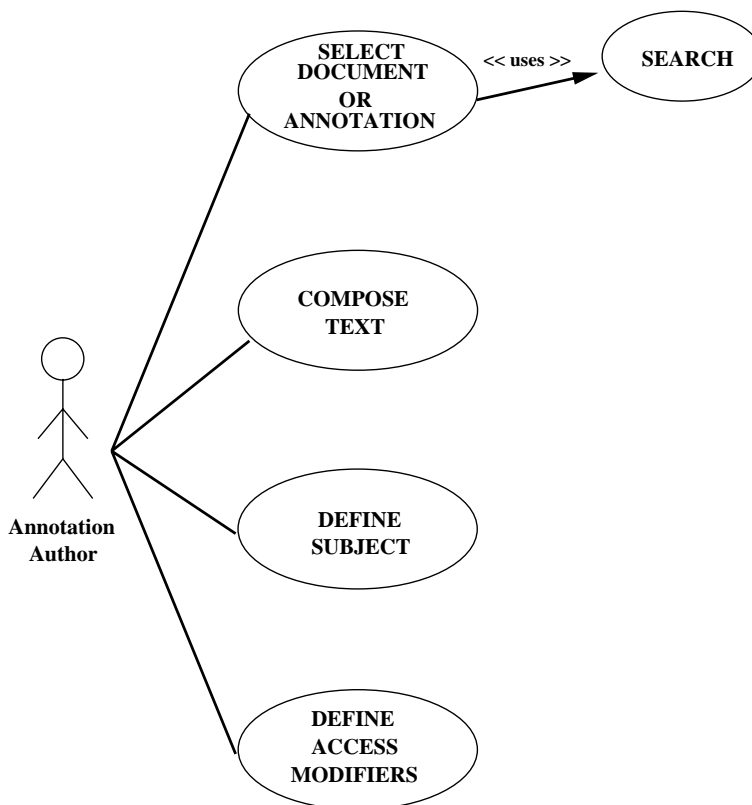 SELECT
DOCUMENT
OR
ANNOTATION
<< uses >>
SEARCH
COMPOSE
TEXT
Annotation
Author
DEFINE
SUBJECT
DEFINE
ACCESS
MODIFIERS